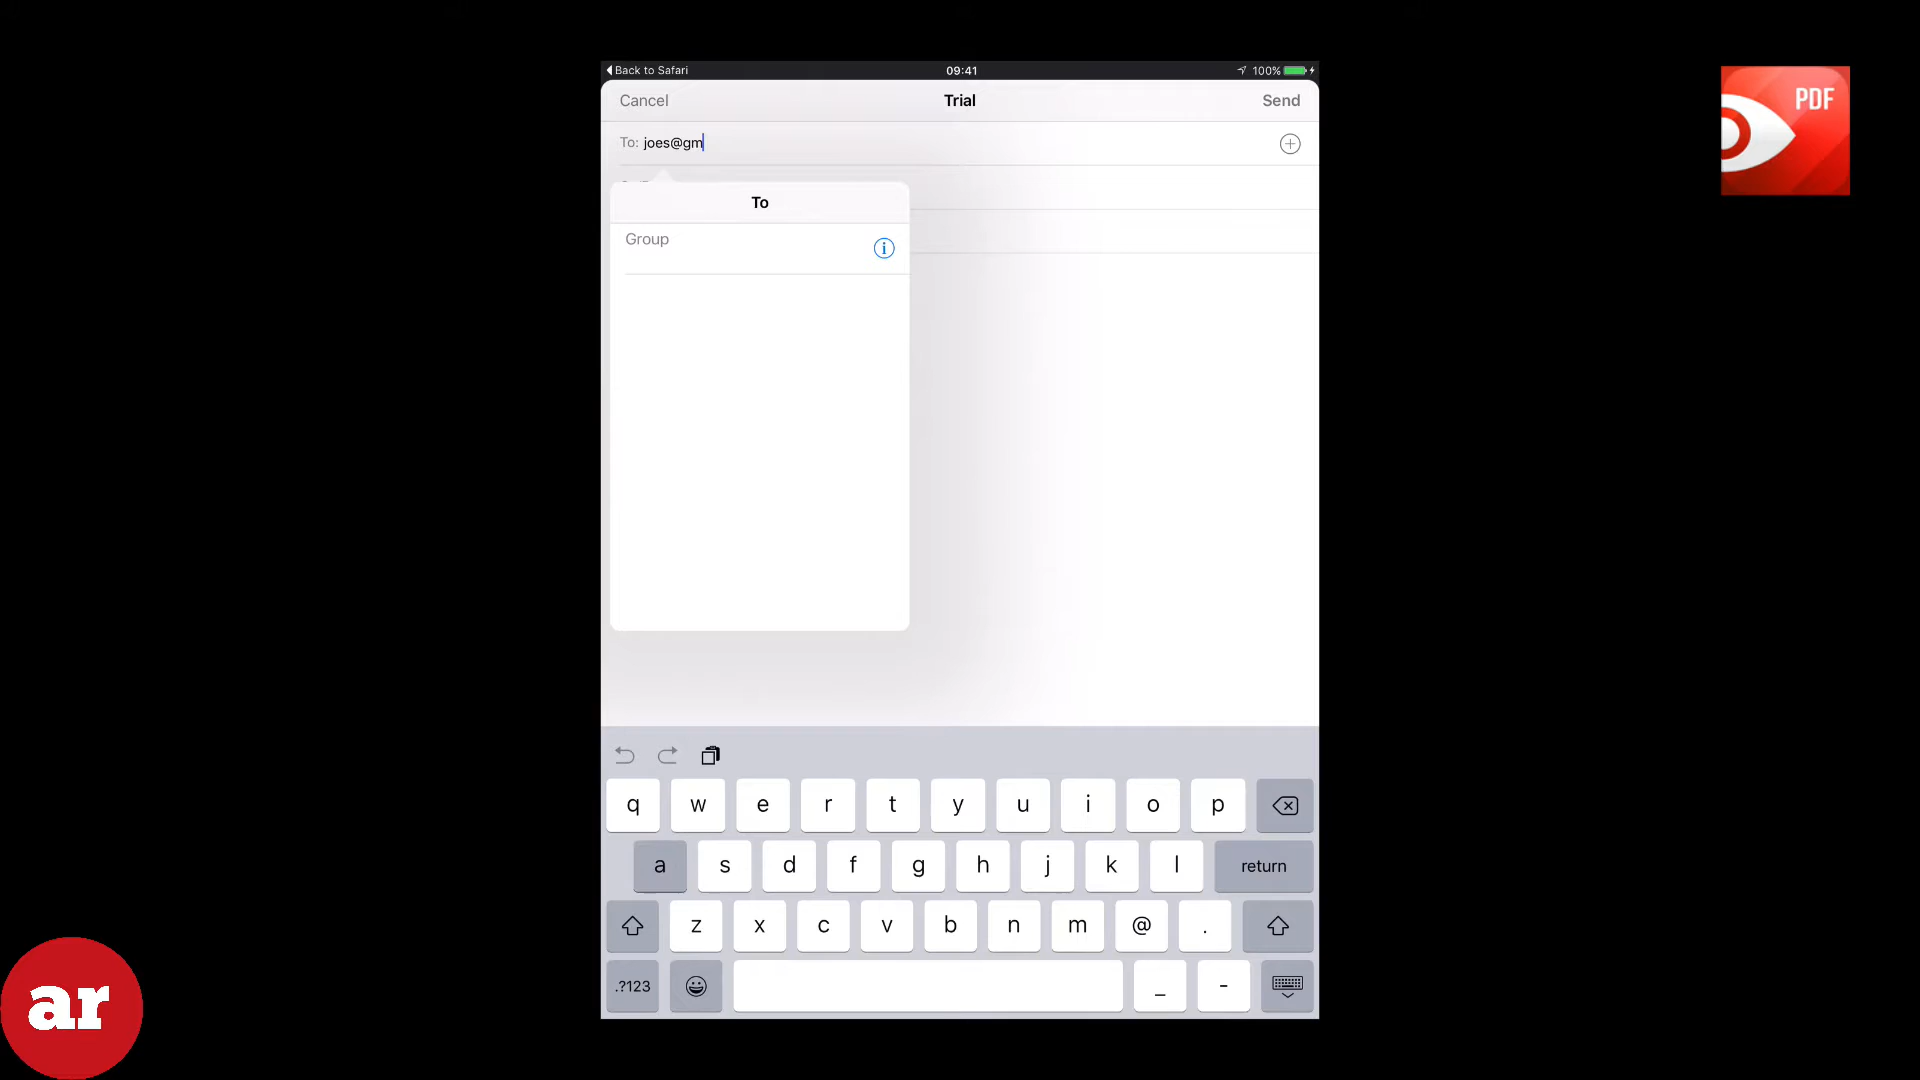 Back to Safari
09:41
100%
Cancel
Trial
Send
To: joes@gm
To
Group
i
q w e r t y u i o p
a s d f g h j k l return
z x c v b n m @ .
.?123 _ -
PDF
ar